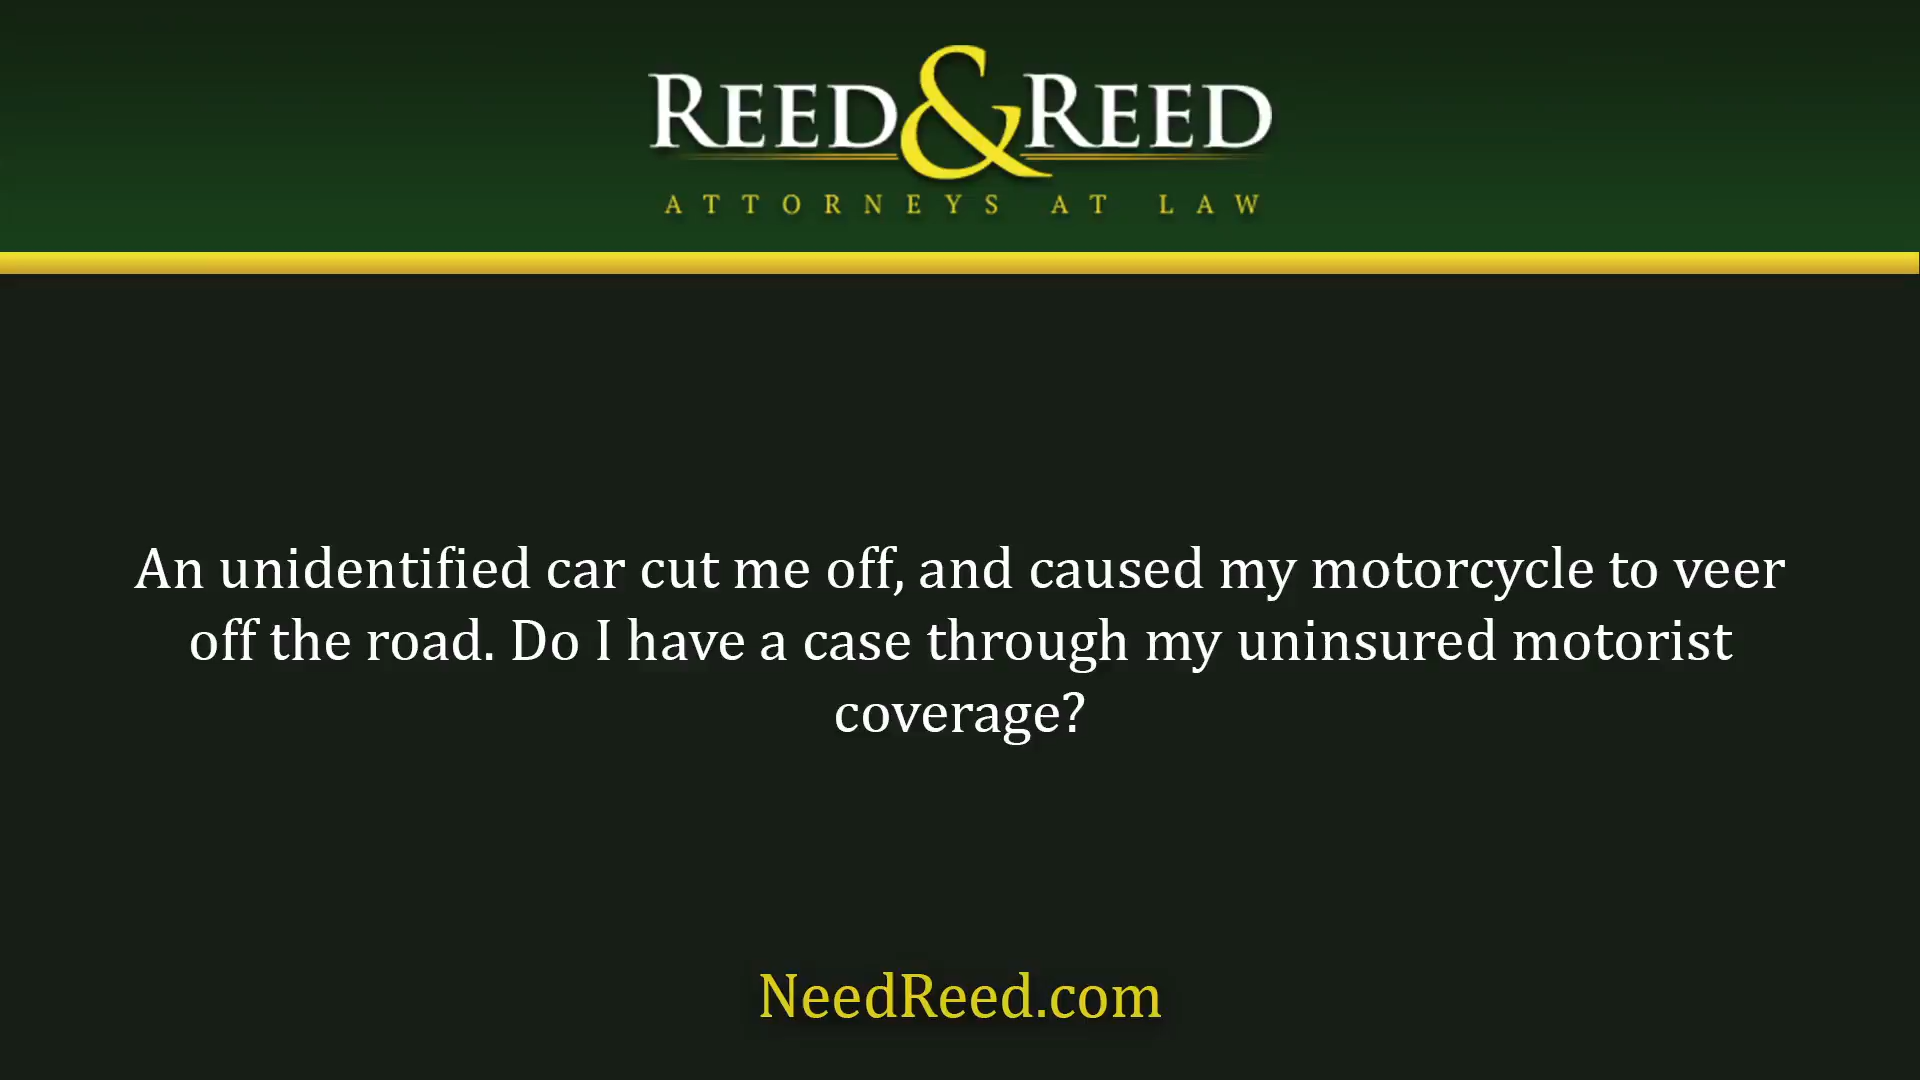 REED & REED
ATTORNEYS AT LAW
An unidentified car cut me off, and caused my motorcycle to veer
off the road. Do I have a case through my uninsured motorist
coverage?
NeedReed.com